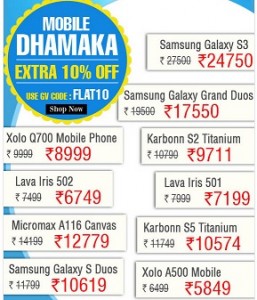 MOBILE
DHAMAKA
EXTRA 10% OFF
USE GV CODE : FLAT10
Shop Now
Samsung Galaxy S3
₹ 27500 ₹24750
Samsung Galaxy Grand Duos
₹ 19500 ₹17550
Xolo Q700 Mobile Phone
₹ 9999 ₹8999
Karbonn S2 Titanium
₹ 10790 ₹9711
Lava Iris 502
₹ 7499 ₹6749
Lava Iris 501
₹ 7999 ₹7199
Micromax A116 Canvas
₹ 14199 ₹12779
Karbonn S5 Titanium
₹ 11749 ₹10574
Samsung Galaxy S Duos
₹ 11799 ₹10619
Xolo A500 Mobile
₹ 6499 ₹5849